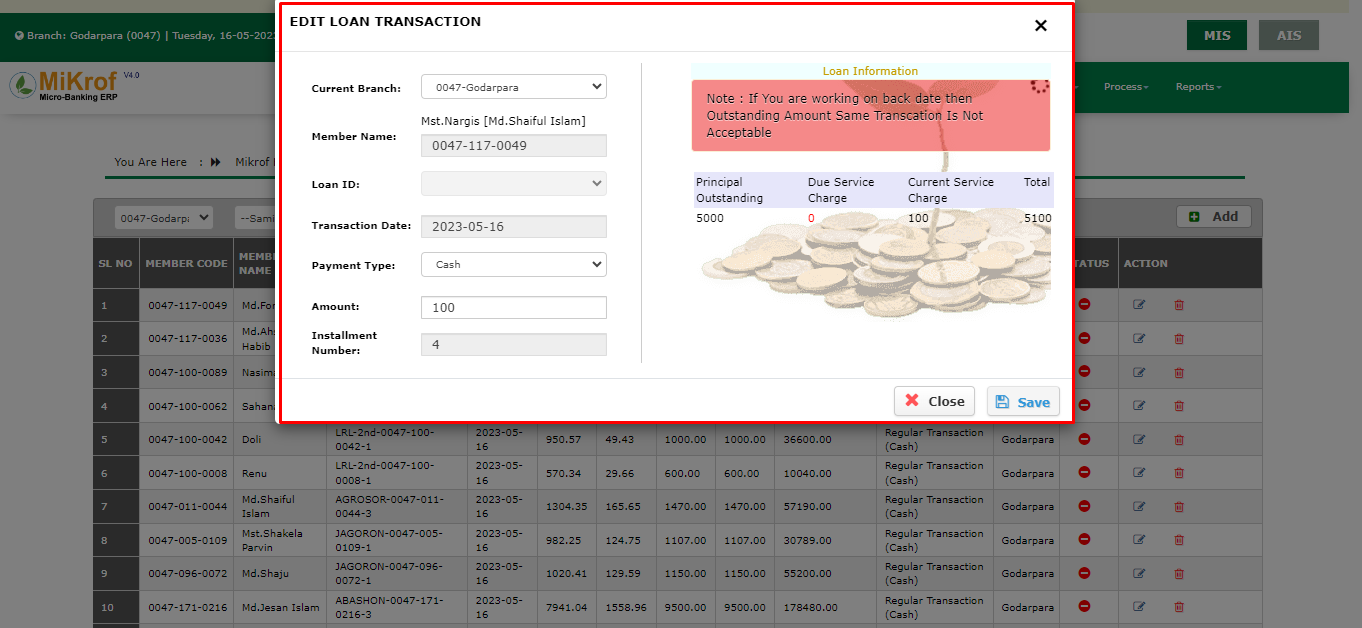 EDIT LOAN TRANSACTION
Branch: Godarpara (0047) | Tuesday, 16-05-202
MIS
AIS
MiKrof V4.0
Micro-Banking ERP
Process
Reports
You Are Here : Mikrof
Current Branch: 0047-Godarpara
Mst.Nargis [Md.Shaiful Islam]
Member Name: 0047-117-0049
Loan ID:
Transaction Date: 2023-05-16
Payment Type: Cash
Amount: 100
Installment Number: 4
Loan Information
Note : If You are working on back date then
Outstanding Amount Same Transcation Is Not
Acceptable
Principal Outstanding Due Service Charge Current Service Charge Total
5000 0 100 5100
Close Save
0047-Godarpa --Sami Add
SL NO MEMBER CODE MEMB NAME TATUS ACTION
1 0047-117-0049 Md.For
2 0047-117-0036 Md.Ahs Habib
3 0047-100-0089 Nasima
4 0047-100-0062 Sahana
5 0047-100-0042 Doli LRL-2nd-0047-100-0042-1 2023-05-16 950.57 49.43 1000.00 1000.00 36600.00 Regular Transaction (Cash) Godarpara
6 0047-100-0008 Renu LRL-2nd-0047-100-0008-1 2023-05-16 570.34 29.66 600.00 600.00 10040.00 Regular Transaction (Cash) Godarpara
7 0047-011-0044 Md.Shaiful Islam AGROSOR-0047-011-0044-3 2023-05-16 1304.35 165.65 1470.00 1470.00 57190.00 Regular Transaction (Cash) Godarpara
8 0047-005-0109 Mst.Shakela Parvin JAGORON-0047-005-0109-1 2023-05-16 982.25 124.75 1107.00 1107.00 30789.00 Regular Transaction (Cash) Godarpara
9 0047-096-0072 Md.Shaju JAGORON-0047-096-0072-1 2023-05-16 1020.41 129.59 1150.00 1150.00 55200.00 Regular Transaction (Cash) Godarpara
10 0047-171-0216 Md.Jesan Islam ABASHON-0047-171-0216-3 2023-05-16 7941.04 1558.96 9500.00 9500.00 178480.00 Regular Transaction (Cash) Godarpara